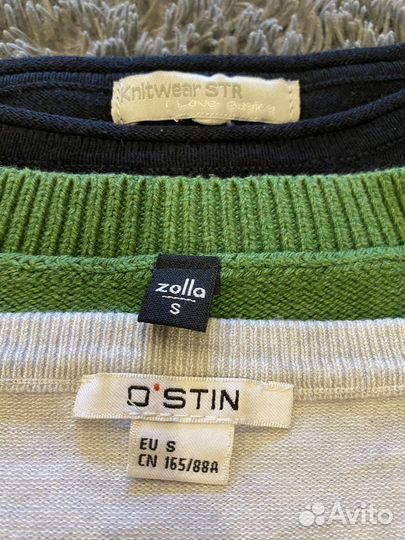 Knitwear STR
I Love Basics
zolla
S
O'STIN
EU S
CN 165/88A
Avito